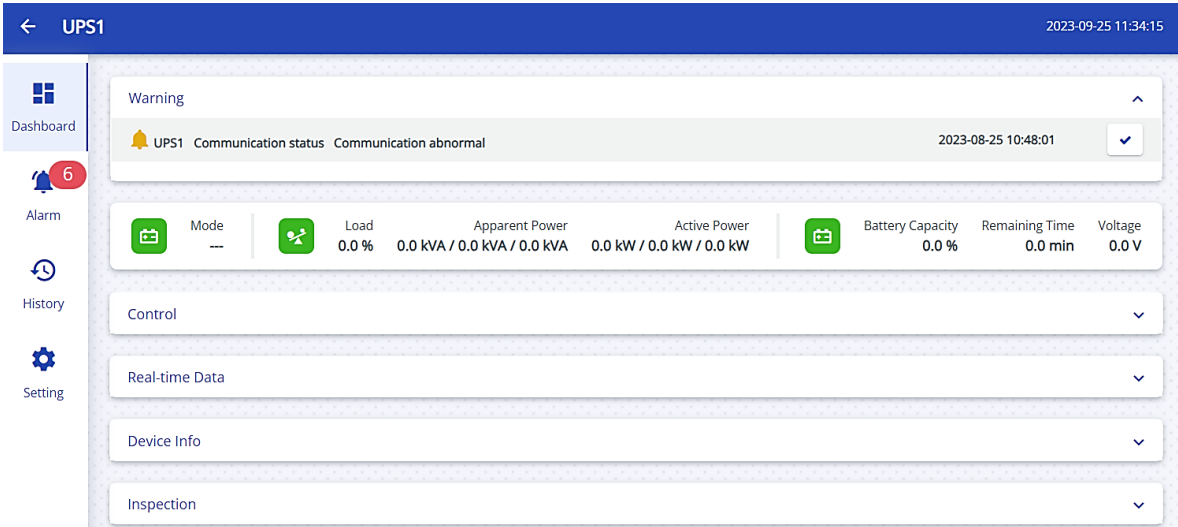 UPS1 2023-09-25 11:34:15
Dashboard
Alarm
6
History
Setting
Warning
UPS1 Communication status Communication abnormal 2023-08-25 10:48:01
Mode Load Apparent Power Active Power Battery Capacity Remaining Time Voltage
--- 0.0 % 0.0 kVA / 0.0 kVA / 0.0 kVA 0.0 kW / 0.0 kW / 0.0 kW 0.0 % 0.0 min 0.0 V
Control
Real-time Data
Device Info
Inspection